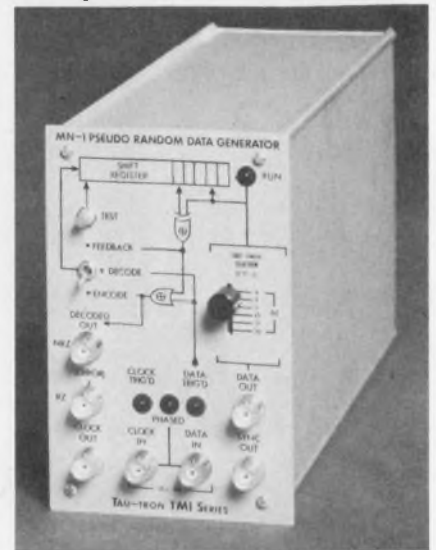 MN-1 PSEUDO RANDOM DATA GENERATOR
SHIFT
REGISTER
RUN
TEST
• FEEDBACK
• DECODE
• ENCODE
DECODED
OUT
NRZ
(ERROR)
RZ
CLOCK
TRIG'D
DATA
TRIG'D
PHASED
DATA
OUT
CLOCK
OUT
CLOCK
IN
DATA
IN
SYNC
OUT
TAU-TRON TMI SERIES